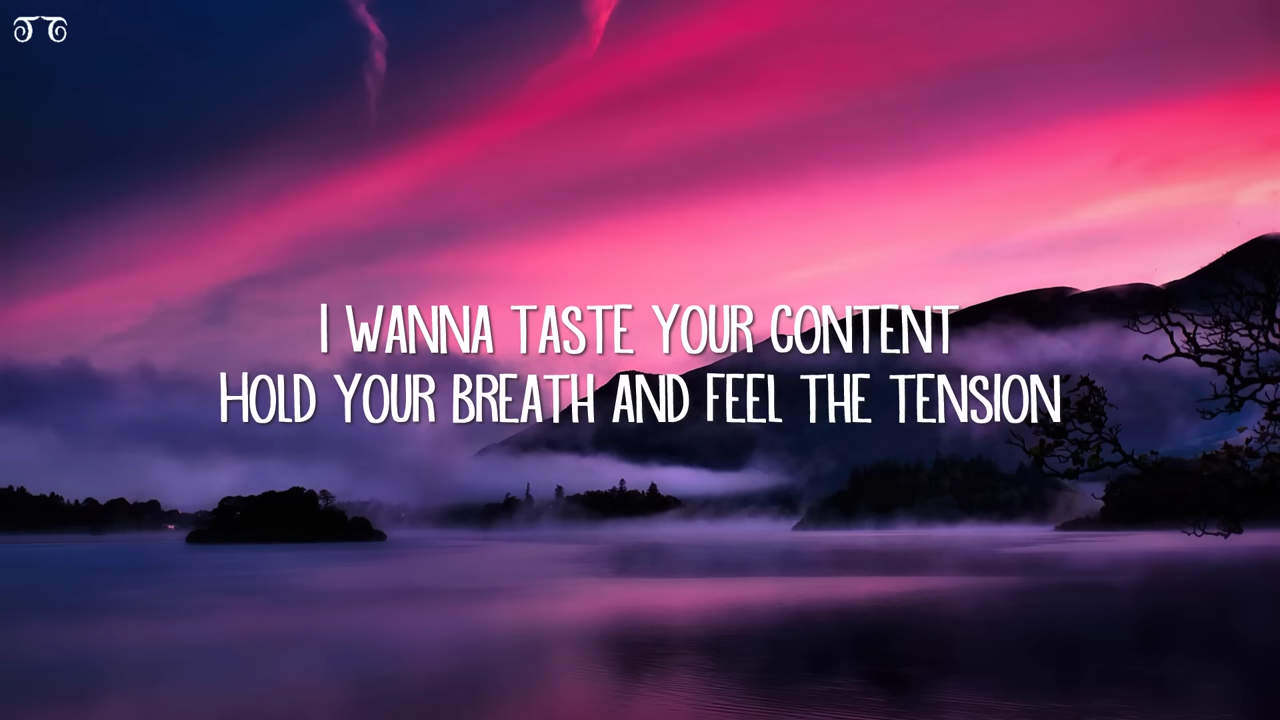 I WANNA TASTE YOUR CONTENT
HOLD YOUR BREATH AND FEEL THE TENSION